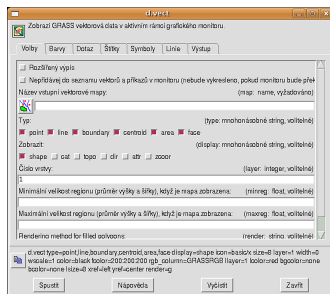 d.vect
Zobrazí GRASS vektorová data v aktivním rámci grafického monitoru.
Volby Barvy Dotaz Štítky Symboly Linie Výstup
Rozšířený výpis
Nepřidávej do seznamu vektorů a příkazů v monitoru (nebude vykresleno, pokud monitoru bude přek
Název vstupní vektorové mapy: (map: name, vyžadováno)
Typ: (type: mnohonásobné string, volitelné)
point line boundary centroid area face
Zobrazit: (display: mnohonásobné string, volitelné)
shape cat topo dir attr zcoor
Číslo vrstvy: (layer: integer, volitelné)
1
Minimální velikost regionu (průměr výšky a šířky), když je mapa zobrazena: (minreg: float, volitelné)
Maximální velikost regionu (průměr výšky a šířky), když je mapa zobrazena: (maxreg: float, volitelné)
Rendering method for filled polygons: (render: string, volitelné)
d.vect type=point,line,boundary,centroid,area,face display=shape icon=basic/x size=8 layer=1 width=0
wscale=1 color=black fcolor=200:200:200 rgb_column=GRASSRGB llayer=1 lcolor=red bgcolor=none
bcolor=none lsize=8 xref=left yref=center render=g
Spustit Nápověda Vyčistit Zavřít